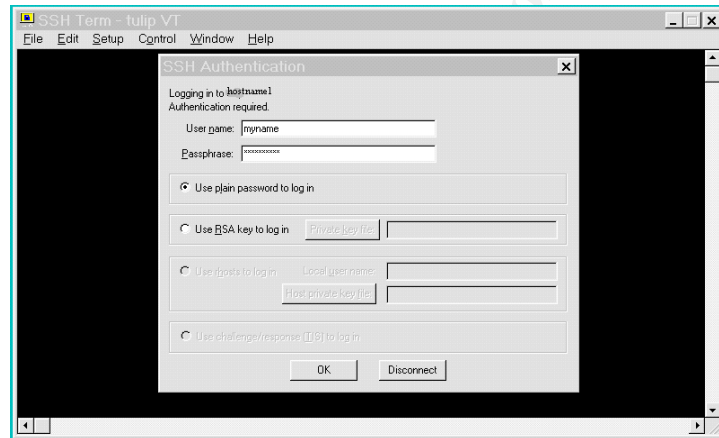 SSH Term - tulip VT
File Edit Setup Control Window Help
SSH Authentication
Logging in to hostname1
Authentication required.
User name: myname
Passphrase: **********
Use plain password to log in
Use RSA key to log in Private key file:
Use rhosts to log in Local user name:
Host private key file:
Use challenge/response (TIS) to log in
OK Disconnect